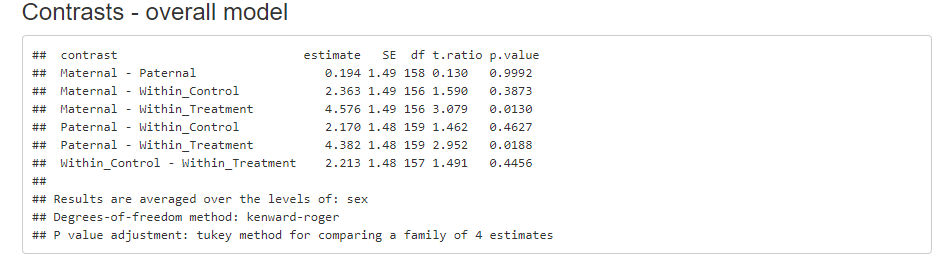 Contrasts - overall model
##  contrast                          estimate   SE  df t.ratio p.value
##  Maternal - Paternal                  0.194 1.49 158 0.130   0.9992
##  Maternal - Within_Control            2.363 1.49 156 1.590   0.3873
##  Maternal - Within_Treatment          4.576 1.49 156 3.079   0.0130
##  Paternal - Within_Control            2.170 1.48 159 1.462   0.4627
##  Paternal - Within_Treatment          4.382 1.48 159 2.952   0.0188
##  Within_Control - Within_Treatment    2.213 1.48 157 1.491   0.4456
##
## Results are averaged over the levels of: sex
## Degrees-of-freedom method: kenward-roger
## P value adjustment: tukey method for comparing a family of 4 estimates